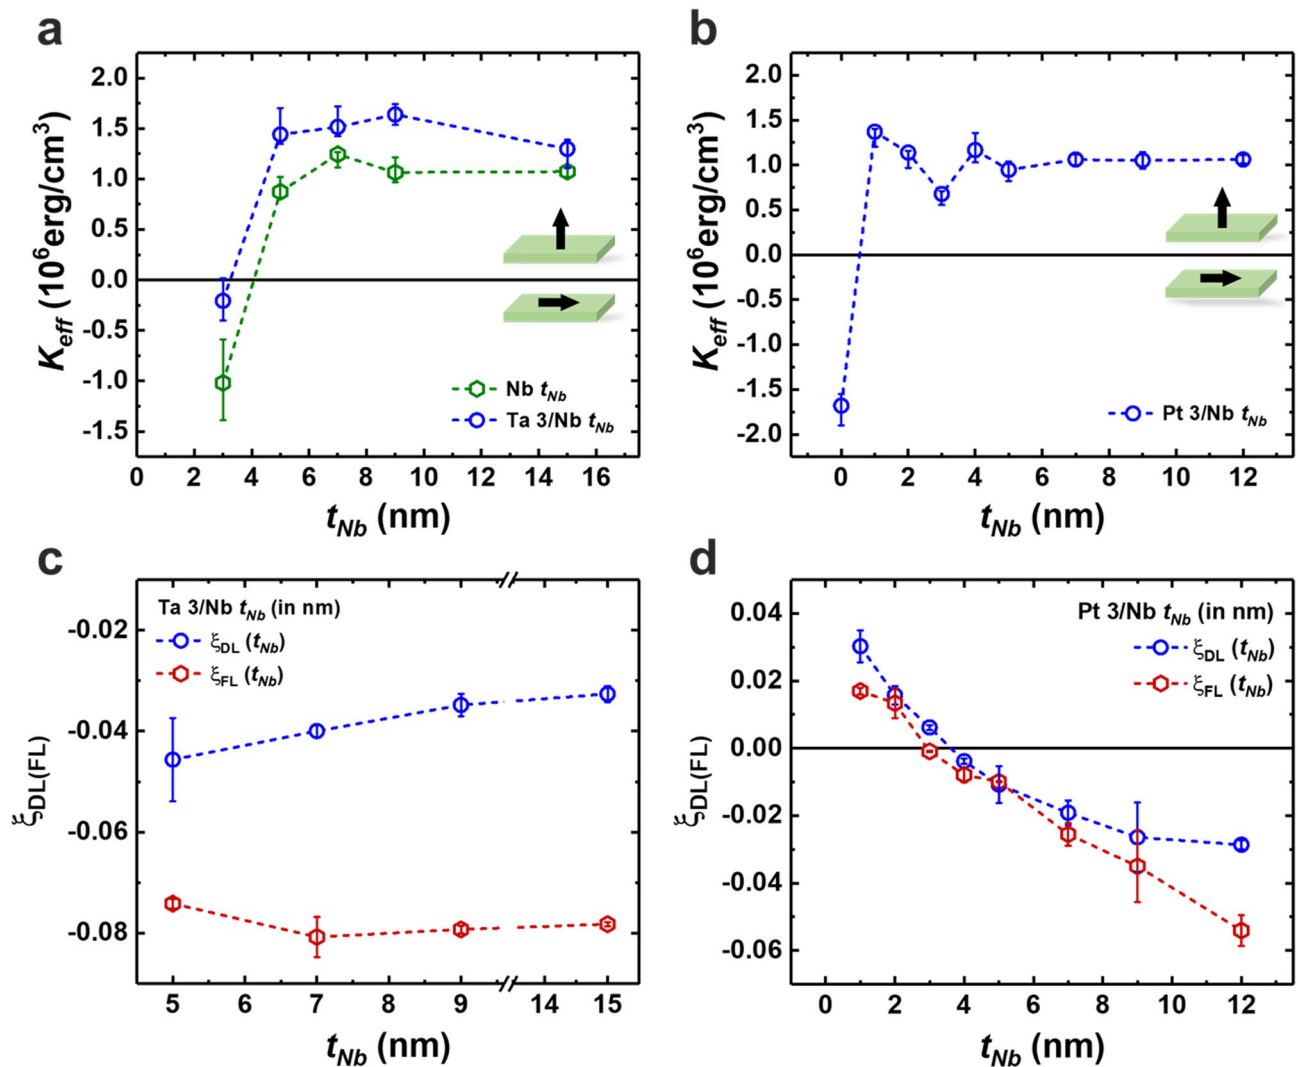 a
2.0
1.5
1.0
0.5
0.0
-0.5
-1.0
-1.5
K_eff (10^6 erg/cm^3)
Nb t_Nb
Ta 3/Nb t_Nb
0 2 4 6 8 10 12 14 16
t_Nb (nm)
b
2.0
1.5
1.0
0.5
0.0
-0.5
-1.0
-1.5
-2.0
K_eff (10^6 erg/cm^3)
Pt 3/Nb t_Nb
0 2 4 6 8 10 12
t_Nb (nm)
c
Ta 3/Nb t_Nb (in nm)
ξ_DL (t_Nb)
ξ_FL (t_Nb)
-0.02
-0.04
-0.06
-0.08
ξ_DL(FL)
5 7 9 14 15
t_Nb (nm)
d
Pt 3/Nb t_Nb (in nm)
ξ_DL (t_Nb)
ξ_FL (t_Nb)
0.04
0.02
0.00
-0.02
-0.04
-0.06
ξ_DL(FL)
0 2 4 6 8 10 12
t_Nb (nm)